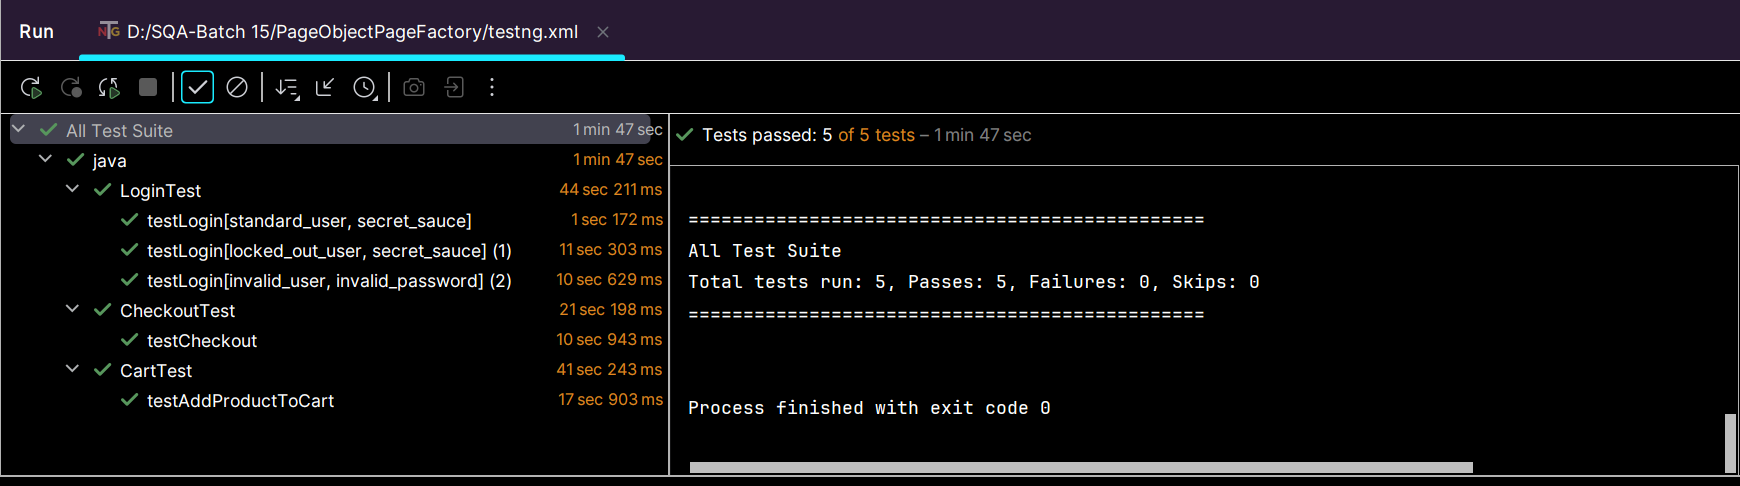 Run NTG D:/SQA-Batch 15/PageObjectPageFactory/testng.xml
All Test Suite 1 min 47 sec
java 1 min 47 sec
LoginTest 44 sec 211 ms
testLogin[standard_user, secret_sauce] 1 sec 172 ms
testLogin[locked_out_user, secret_sauce] (1) 11 sec 303 ms
testLogin[invalid_user, invalid_password] (2) 10 sec 629 ms
CheckoutTest 21 sec 198 ms
testCheckout 10 sec 943 ms
CartTest 41 sec 243 ms
testAddProductToCart 17 sec 903 ms
Tests passed: 5 of 5 tests – 1 min 47 sec
===============================================
All Test Suite
Total tests run: 5, Passes: 5, Failures: 0, Skips: 0
===============================================
Process finished with exit code 0